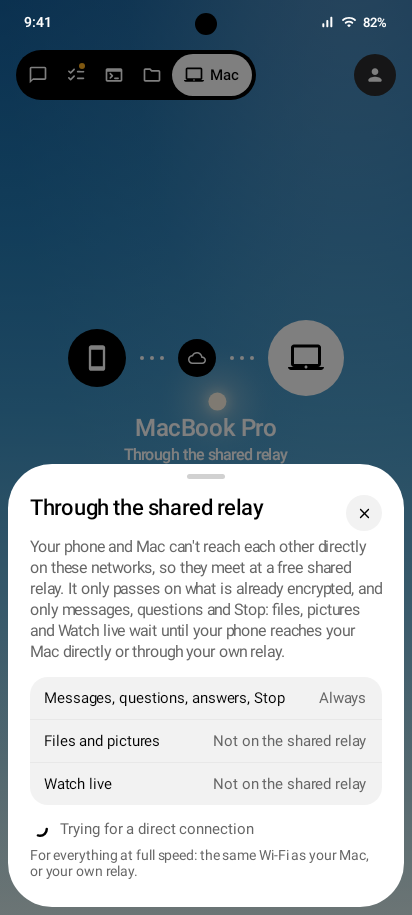 9:41
82%
Mac
MacBook Pro
Through the shared relay
Through the shared relay
Your phone and Mac can't reach each other directly
on these networks, so they meet at a free shared
relay. It only passes on what is already encrypted, and
only messages, questions and Stop: files, pictures
and Watch live wait until your phone reaches your
Mac directly or through your own relay.
Messages, questions, answers, Stop Always
Files and pictures Not on the shared relay
Watch live Not on the shared relay
Trying for a direct connection
For everything at full speed: the same Wi-Fi as your Mac,
or your own relay.